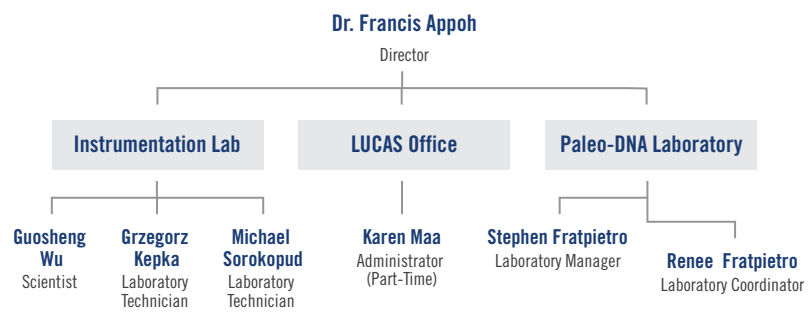 Dr. Francis Appoh
Director
Instrumentation Lab
LUCAS Office
Paleo-DNA Laboratory
Guosheng
Wu
Scientist
Grzegorz
Kepka
Laboratory
Technician
Michael
Sorokopud
Laboratory
Technician
Karen Maa
Administrator
(Part-Time)
Stephen Fratpietro
Laboratory Manager
Renee Fratpietro
Laboratory Coordinator